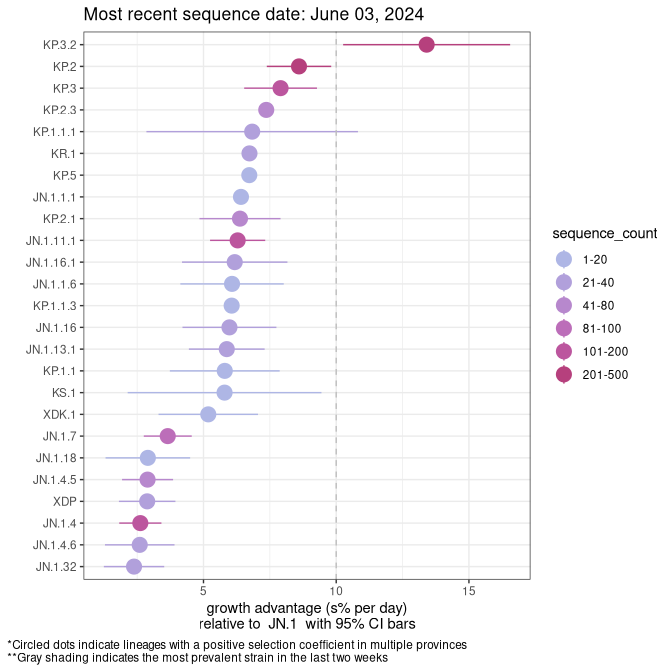 Most recent sequence date: June 03, 2024
KP.3.2
KP.2
KP.3
KP.2.3
KP.1.1.1
KR.1
KP.5
JN.1.1.1
KP.2.1
JN.1.11.1
JN.1.16.1
JN.1.1.6
KP.1.1.3
JN.1.16
JN.1.13.1
KP.1.1
KS.1
XDK.1
JN.1.7
JN.1.18
JN.1.4.5
XDP
JN.1.4
JN.1.4.6
JN.1.32
5 10 15
growth advantage (s% per day)
relative to JN.1 with 95% CI bars
sequence_count
1-20
21-40
41-80
81-100
101-200
201-500
*Circled dots indicate lineages with a positive selection coefficient in multiple provinces
**Gray shading indicates the most prevalent strain in the last two weeks